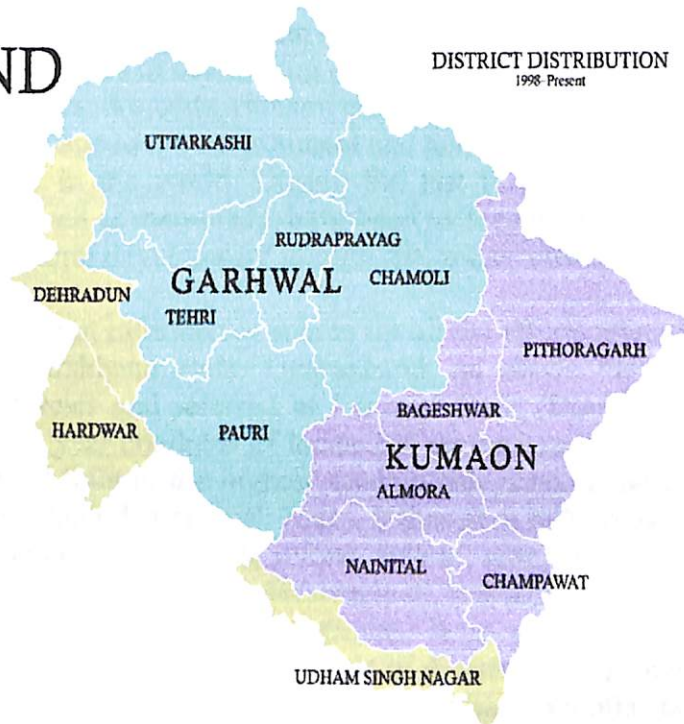 ND
DISTRICT DISTRIBUTION
1998- Present
UTTARKASHI
RUDRAPRAYAG
GARHWAL
CHAMOLI
DEHRADUN
TEHRI
PITHORAGARH
BAGESHWAR
HARDWAR
PAURI
KUMAON
ALMORA
NAINITAL
CHAMPAWAT
UDHAM SINGH NAGAR